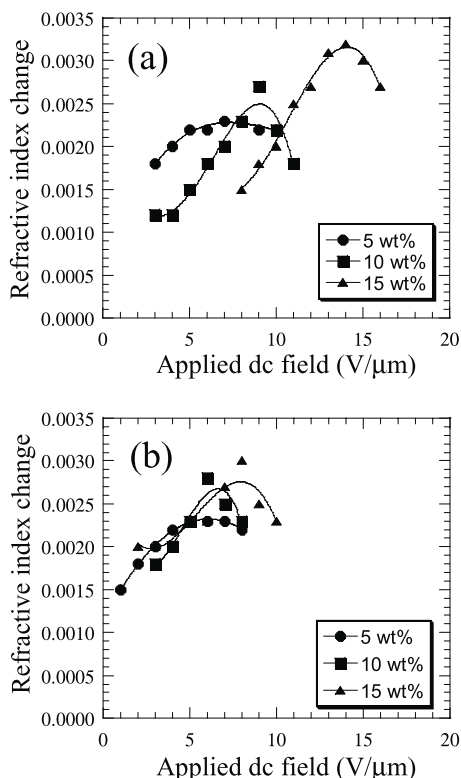 0.0035
(a)
0.0030
0.0025
0.0020
0.0015
0.0010
0.0005
0.0000
Refractive index change
5 wt%
10 wt%
15 wt%
0 5 10 15 20
Applied dc field (V/μm)
0.0035
(b)
0.0030
0.0025
0.0020
0.0015
0.0010
0.0005
0.0000
Refractive index change
5 wt%
10 wt%
15 wt%
0 5 10 15 20
Applied dc field (V/μm)